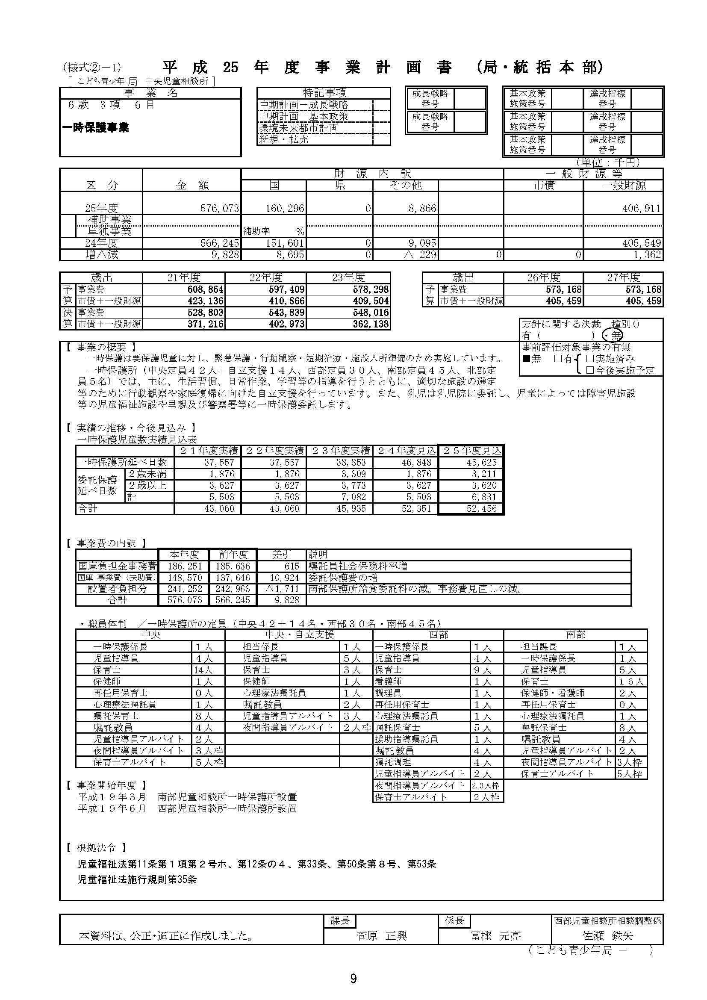 (様式②－1)　平成25年度事業計画書　(局・統括本部)
[ こども青少年 局　中央児童相談所 ]
事業名
6 款　3 項　6 目
一時保護事業
特記事項
中期計画－成長戦略
中期計画－基本政策
環境未来都市計画
新規・拡充
成長戦略番号
成長戦略番号
基本政策施策番号　達成指標番号
基本政策施策番号　達成指標番号
基本政策施策番号　達成指標番号
(単位：千円)
区分　金額　財源内訳　一般財源等
国　県　その他　市債　一般財源
25年度　576,073　160,296　0　8,866　406,911
補助事業
単独事業　補助率　％
24年度　566,245　151,601　0　9,095　405,549
増△減　9,828　8,695　0　△ 229　0　0　1,362
歳出　21年度　22年度　23年度
予算　事業費　608,864　597,409　578,298
市債＋一般財源　423,136　410,866　409,504
決算　事業費　528,803　543,839　548,016
市債＋一般財源　371,216　402,973　362,138
歳出　26年度　27年度
予算　事業費　573,168　573,168
市債＋一般財源　405,459　405,459
方針に関する決裁　種別()
有（　　　）・無
事前評価対象事業の有無
■無　□有｛ □実施済み
□今後実施予定
【 事業の概要 】
一時保護は要保護児童に対し、緊急保護・行動観察・短期治療・施設入所準備のため実施しています。
一時保護所（中央定員４２人＋自立支援１４人、西部定員３０人、南部定員４５人、北部定
員５名）では、主に、生活習慣、日常作業、学習等の指導を行うとともに、適切な施設の選定
等のために行動観察や家庭復帰に向けた自立支援を行っています。また、乳児は乳児院に委託し、児童によっては障害児施設
等の児童福祉施設や里親及び警察署等に一時保護委託します。
【 実績の推移・今後見込み 】
一時保護児童数実績見込表
２１年度実績　２２年度実績　２３年度実績　２４年度見込　２５年度見込
一時保護所延べ日数　37,557　37,557　38,853　46,848　45,625
委託保護延べ日数　２歳未満　1,876　1,876　3,309　1,876　3,211
２歳以上　3,627　3,627　3,773　3,627　3,620
計　5,503　5,503　7,082　5,503　6,831
合計　43,060　43,060　45,935　52,351　52,456
【 事業費の内訳 】
本年度　前年度　差引　説明
国庫負担金事務費　186,251　185,636　615　嘱託員社会保険料率増
国庫 事業費（扶助費）　148,570　137,646　10,924　委託保護費の増
設置者負担分　241,252　242,963　△1,711　南部保護所給食委託料の減。事務費見直しの減。
合計　576,073　566,245　9,828
・職員体制　／一時保護所の定員（中央４２＋１４名・西部３０名・南部４５名）
中央　中央・自立支援　西部　南部
一時保護係長　1人　担当係長　1人　一時保護係長　1人　担当課長　1人
児童指導員　4人　児童指導員　5人　児童指導員　4人　一時保護係長　1人
保育士　14人　保育士　3人　保育士　9人　児童指導員　5人
保健師　1人　保健師　1人　看護師　1人　保育士　１６人
再任用保育士　0人　心理療法嘱託員　1人　調理員　1人　保健師・看護師　2人
心理療法嘱託員　1人　嘱託教員　2人　再任用保育士　1人　再任用保育士　0人
嘱託保育士　8人　児童指導員アルバイト　3人　心理療法嘱託員　1人　心理療法嘱託員　1人
嘱託教員　4人　夜間指導員アルバイト　2人枠　嘱託保育士　5人　嘱託保育士　8人
児童指導員アルバイト　2人　援助指導嘱託員　1人　嘱託教員　4人
夜間指導員アルバイト　3人枠　嘱託教員　4人　児童指導員アルバイト　2人
保育士アルバイト　5人枠　嘱託調理　4人　夜間指導員アルバイト　3人枠
児童指導員アルバイト　2人　保育士アルバイト　5人枠
夜間指導員アルバイト　2.3人枠
保育士アルバイト　2人枠
【 事業開始年度 】
平成１９年３月　南部児童相談所一時保護所設置
平成１９年６月　西部児童相談所一時保護所設置
【 根拠法令 】
児童福祉法第11条第１項第２号ホ、第12条の４、第33条、第50条第８号、第53条
児童福祉法施行規則第35条
本資料は、公正・適正に作成しました。　課長　菅原　正興　係長　冨樫　元亮　西部児童相談所相談調整係　佐瀬　鉄矢
（こども青少年局 －　　）
9